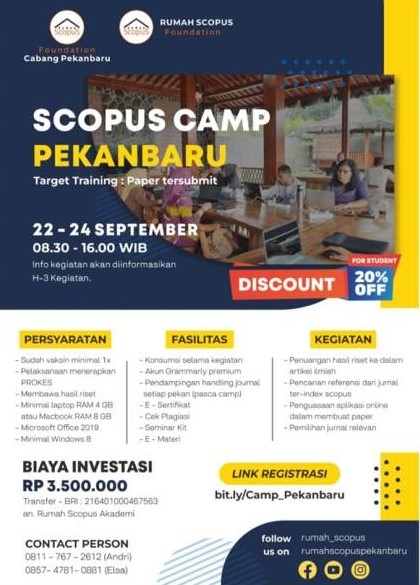 Scopus
Foundation
Cabang Pekanbaru
Scopus
RUMAH SCOPUS
Foundation
SCOPUS CAMP
PEKANBARU
Target Training : Paper tersubmit
22 - 24 SEPTEMBER
08.30 - 16.00 WIB
Info kegiatan akan diinformasikan
H-3 Kegiatan.
FOR STUDENT
DISCOUNT
20%
OFF
PERSYARATAN
- Sudah vaksin minimal 1x
- Pelaksanaan menerapkan
PROKES
- Membawa hasil riset
- Minimal laptop RAM 4 GB
atau Macbook RAM 8 GB
- Microsoft Office 2019
- Minimal Windows 8
FASILITAS
- Konsumsi selama kegiatan
- Akun Grammarly premium
- Pendampingan handling journal
setiap pekan (pasca camp)
- E - Sertifikat
- Cek Plagiasi
- Seminar Kit
- E - Materi
KEGIATAN
- Penuangan hasil riset ke dalam
artikel ilmiah
- Pencarian referensi dari jurnal
ter-index scopus
- Penguasaan aplikasi online
dalam membuat paper
- Pemilihan jurnal relevan
BIAYA INVESTASI
RP 3.500.000
Transfer - BRI : 216401000467563
an. Rumah Scopus Akademi
LINK REGISTRASI
bit.ly/Camp_Pekanbaru
CONTACT PERSON
0811 - 767 - 2612 (Andri)
0857- 4781- 0881 (Elsa)
follow
us on
rumah_scopus
rumahscopuspekanbaru